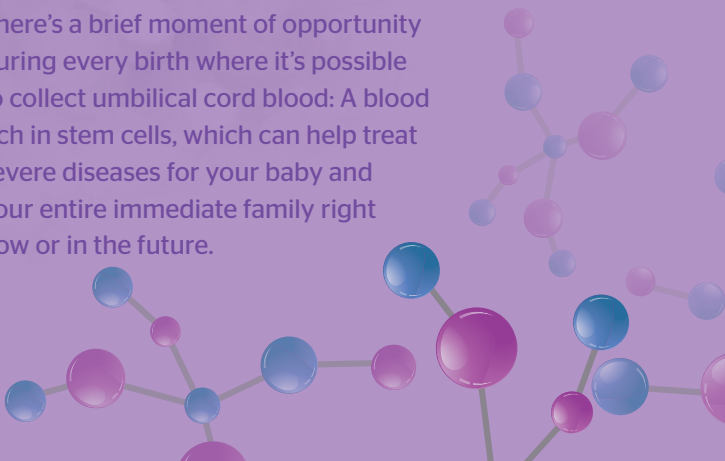 here’s a brief moment of opportunity
uring every birth where it’s possible
o collect umbilical cord blood: A blood
ch in stem cells, which can help treat
evere diseases for your baby and
our entire immediate family right
ow or in the future.